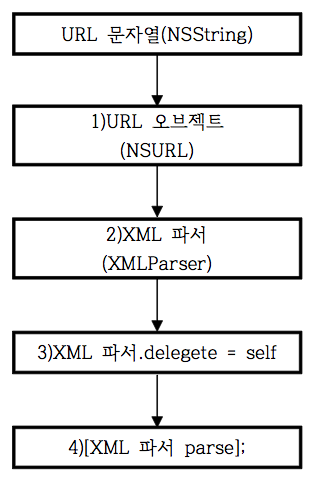 URL 문자열(NSString)
1)URL 오브젝트
(NSURL)
2)XML 파서
(XMLParser)
3)XML 파서.delegete = self
4)[XML 파서 parse];